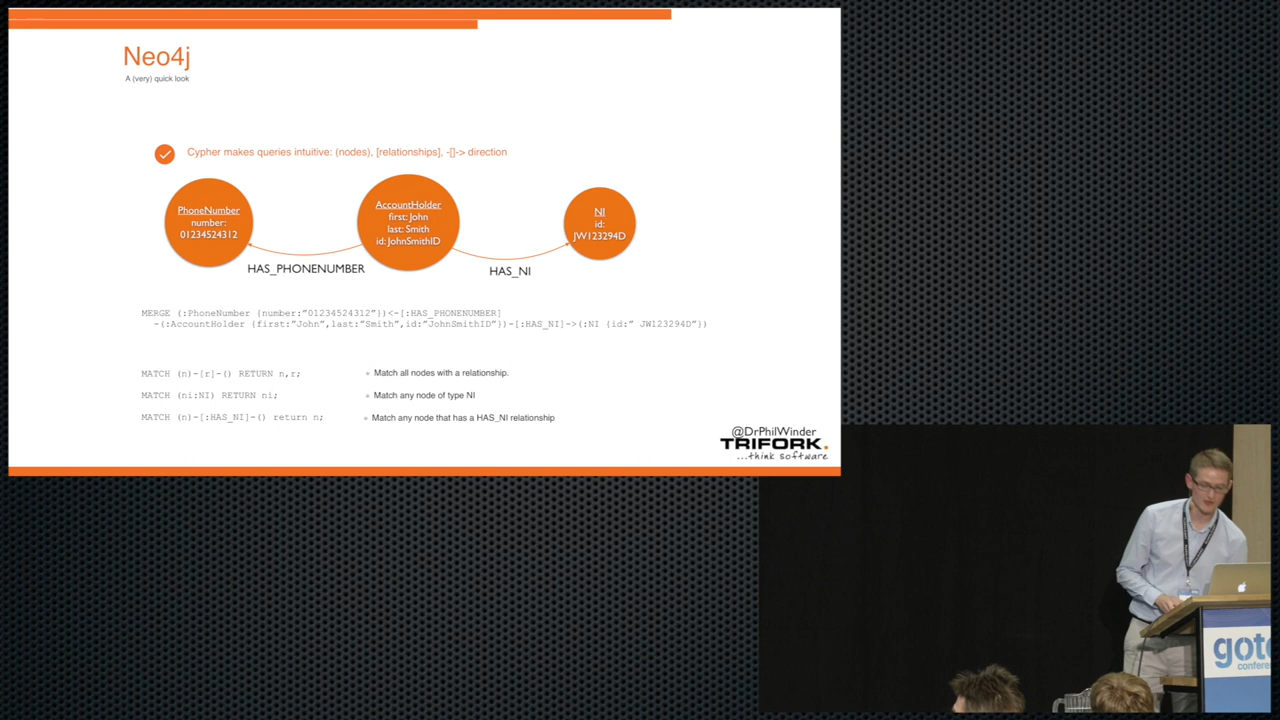 Neo4j
A (very) quick look
Cypher makes queries intuitive: (nodes), [relationships], -[]-> direction
PhoneNumber
number:
01234524312
AccountHolder
first: John
last: Smith
id: JohnSmithID
NI
id:
JW123294D
HAS_PHONENUMBER
HAS_NI
MERGE (:PhoneNumber {number:"01234524312"})<-[:HAS_PHONENUMBER]
-(:AccountHolder {first:"John",last:"Smith",id:"JohnSmithID"})-[:HAS_NI]->(:NI {id:" JW123294D"})
MATCH (n)-[r]-() RETURN n,r;
Match all nodes with a relationship.
MATCH (ni:NI) RETURN ni;
Match any node of type NI
MATCH (n)-[:HAS_NI]-() return n;
Match any node that has a HAS_NI relationship
@DrPhilWinder
TRIFORK.
...think software
goto
conference